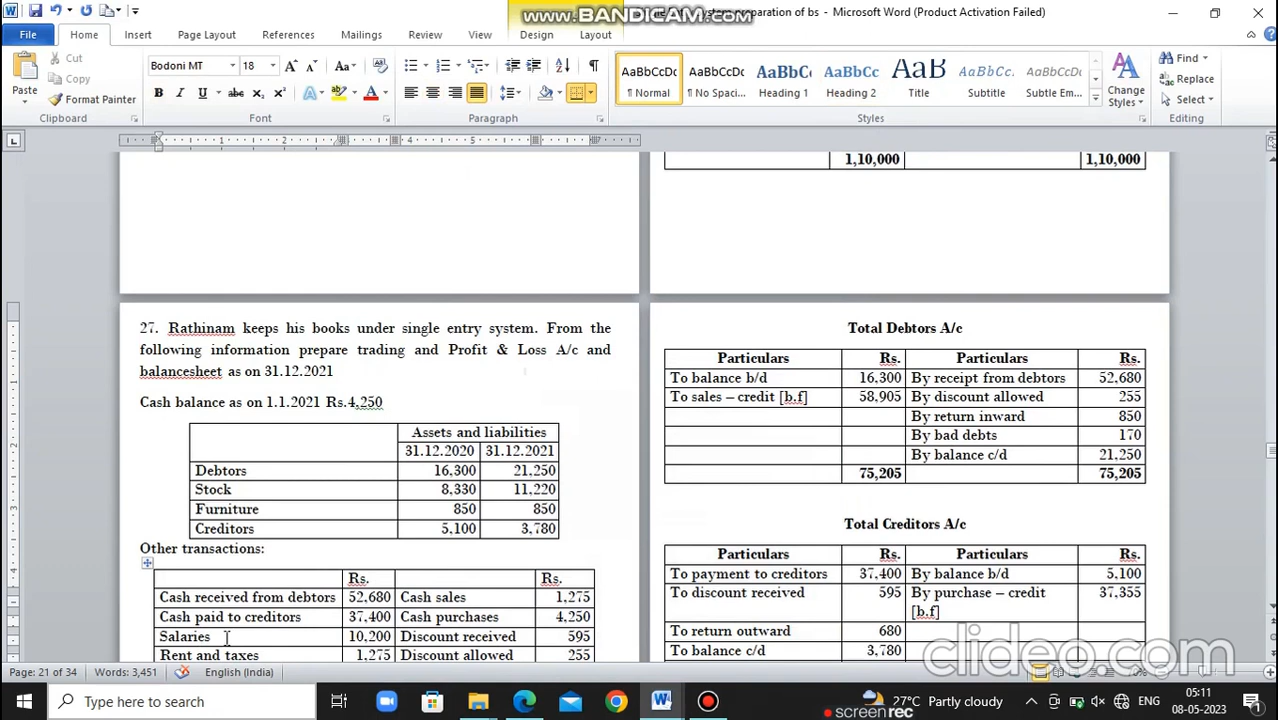 www.BANDICAM.com
preparation of bs - Microsoft Word (Product Activation Failed)
File Home Insert Page Layout References Mailings Review View Design Layout
Paste
Cut
Copy
Format Painter
Clipboard
Bodoni MT 18
Font
Paragraph
AaBbCcDc AaBbCcDc AaBbC AaBbCc AaB AaBbCc. AaBbCcDc
¶ Normal ¶ No Spaci... Heading 1 Heading 2 Title Subtitle Subtle Em...
Styles
Change Styles
Find
Replace
Select
Editing
1,10,000 1,10,000
27. Rathinam keeps his books under single entry system. From the
following information prepare trading and Profit & Loss A/c and
balancesheet as on 31.12.2021
Cash balance as on 1.1.2021 Rs.4,250
Assets and liabilities
31.12.2020 31.12.2021
Debtors 16,300 21,250
Stock 8,330 11,220
Furniture 850 850
Creditors 5,100 3,780
Other transactions:
Rs. Rs.
Cash received from debtors 52,680 Cash sales 1,275
Cash paid to creditors 37,400 Cash purchases 4,250
Salaries 10,200 Discount received 595
Rent and taxes 1,275 Discount allowed 255
Total Debtors A/c
Particulars Rs. Particulars Rs.
To balance b/d 16,300 By receipt from debtors 52,680
To sales – credit [b.f] 58,905 By discount allowed 255
By return inward 850
By bad debts 170
By balance c/d 21,250
75,205 75,205
Total Creditors A/c
Particulars Rs. Particulars Rs.
To payment to creditors 37,400 By balance b/d 5,100
To discount received 595 By purchase – credit 37,355
[b.f]
To return outward 680
To balance c/d 3,780
clideo.com
Page: 21 of 34 Words: 3,451 English (India)
Type here to search
27°C Partly cloudy
ENG
05:11
08-05-2023
screen rec